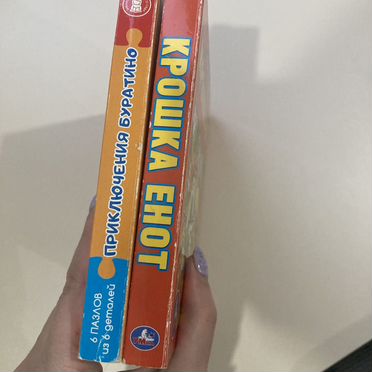 ПРИКЛЮЧЕНИЯ БУРАТИНО
6 ПАЗЛОВ
из 6 деталей
КРОШКА ЕНОТ